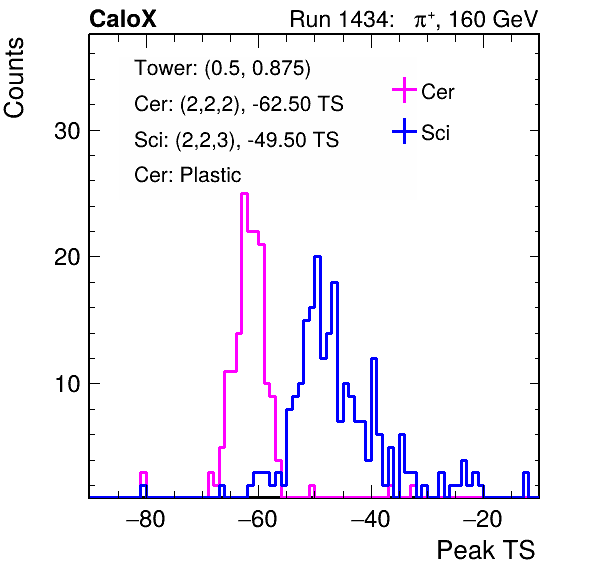 CaloX Run 1434: π⁺, 160 GeV
Counts
Tower: (0.5, 0.875)
Cer: (2,2,2), -62.50 TS
Sci: (2,2,3), -49.50 TS
Cer: Plastic
Cer
Sci
30
20
10
−80 −60 −40 −20
Peak TS